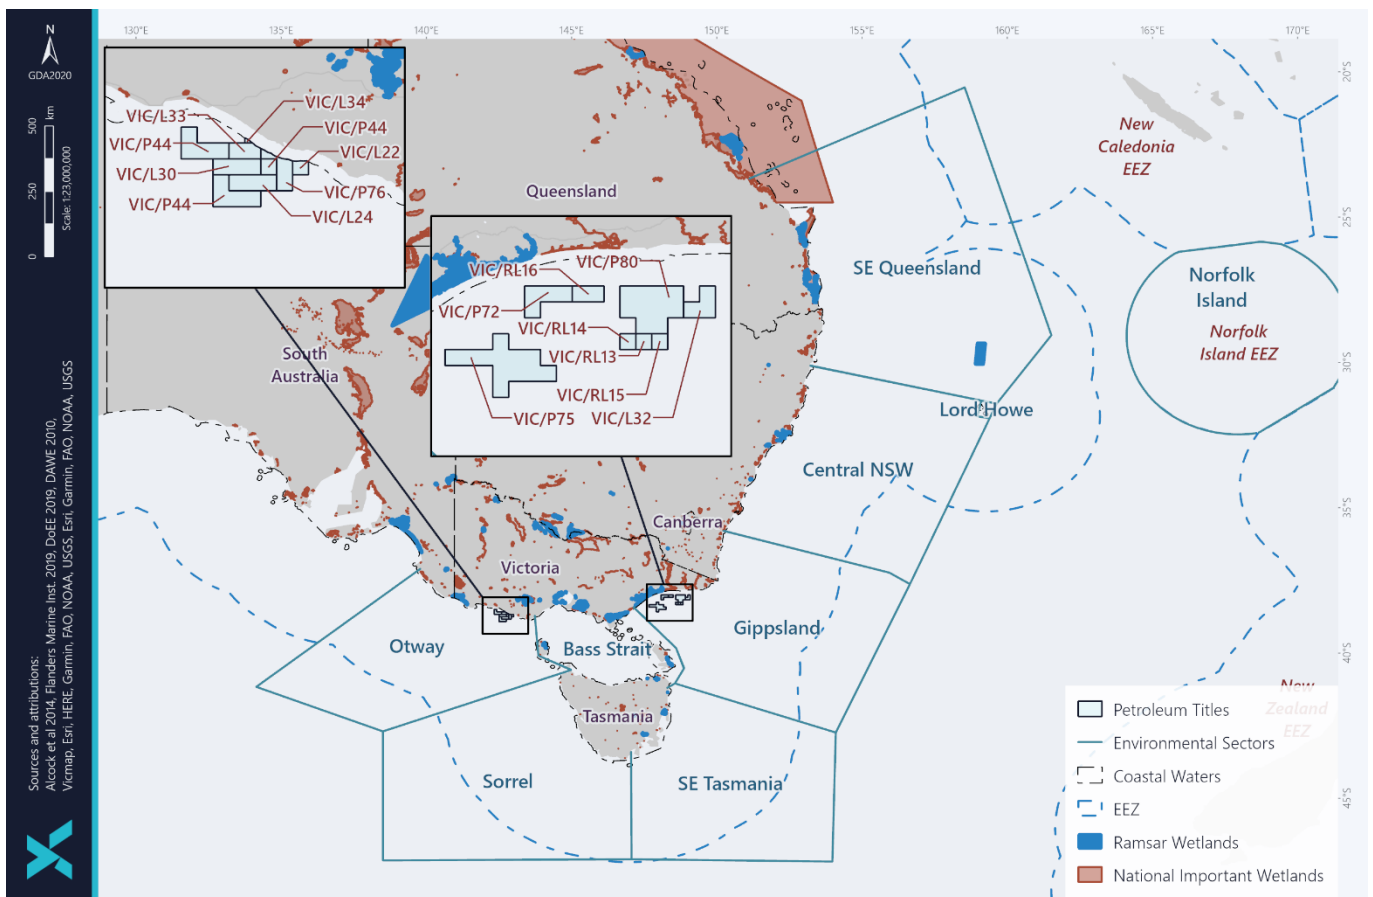 N
GDA2020
500
250
0
km
Scale: 1:23,000,000
Sources and attributions:
Alcock et al 2014, Flanders Marine Inst. 2019, DoEE 2019, DAWE 2010,
Vicmap, Esri, HERE, Garmin, FAO, NOAA, USGS, Esri, Garmin, FAO, NOAA, USGS
130°E
135°E
140°E
145°E
150°E
155°E
160°E
165°E
170°E
20°S
25°S
30°S
35°S
40°S
45°S
VIC/L34
VIC/L33
VIC/P44
VIC/P44
VIC/L22
VIC/L30
VIC/P76
VIC/P44
VIC/L24
VIC/P80
VIC/RL16
VIC/P72
VIC/RL14
VIC/RL13
VIC/RL15
VIC/P75
VIC/L32
Queensland
South
Australia
Canberra
Victoria
Tasmania
New
Caledonia
EEZ
SE Queensland
Norfolk
Island
Norfolk
Island EEZ
Lord Howe
Central NSW
Gippsland
Otway
Bass Strait
Sorrel
SE Tasmania
New
Zealand
EEZ
Petroleum Titles
Environmental Sectors
Coastal Waters
EEZ
Ramsar Wetlands
National Important Wetlands